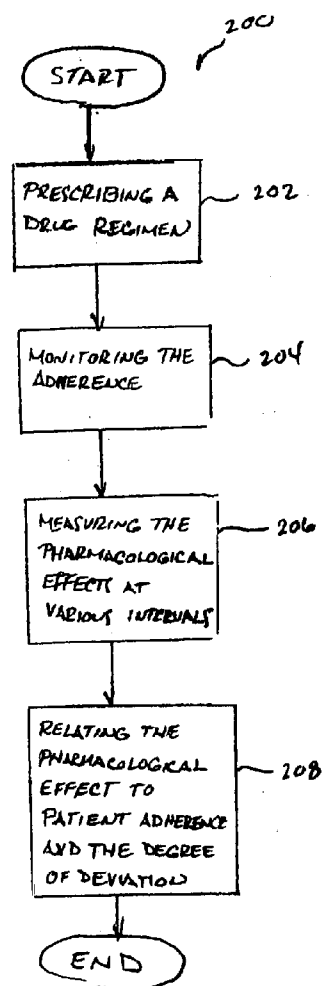 200
START
PRESCRIBING A
DRUG REGIMEN
202
MONITORING THE
ADHERENCE
204
MEASURING THE
PHARMACOLOGICAL
EFFECTS AT
VARIOUS INTERVALS
206
RELATING THE
PHARMACOLOGICAL
EFFECT TO
PATIENT ADHERENCE
AND THE DEGREE
OF DEVIATION
208
END